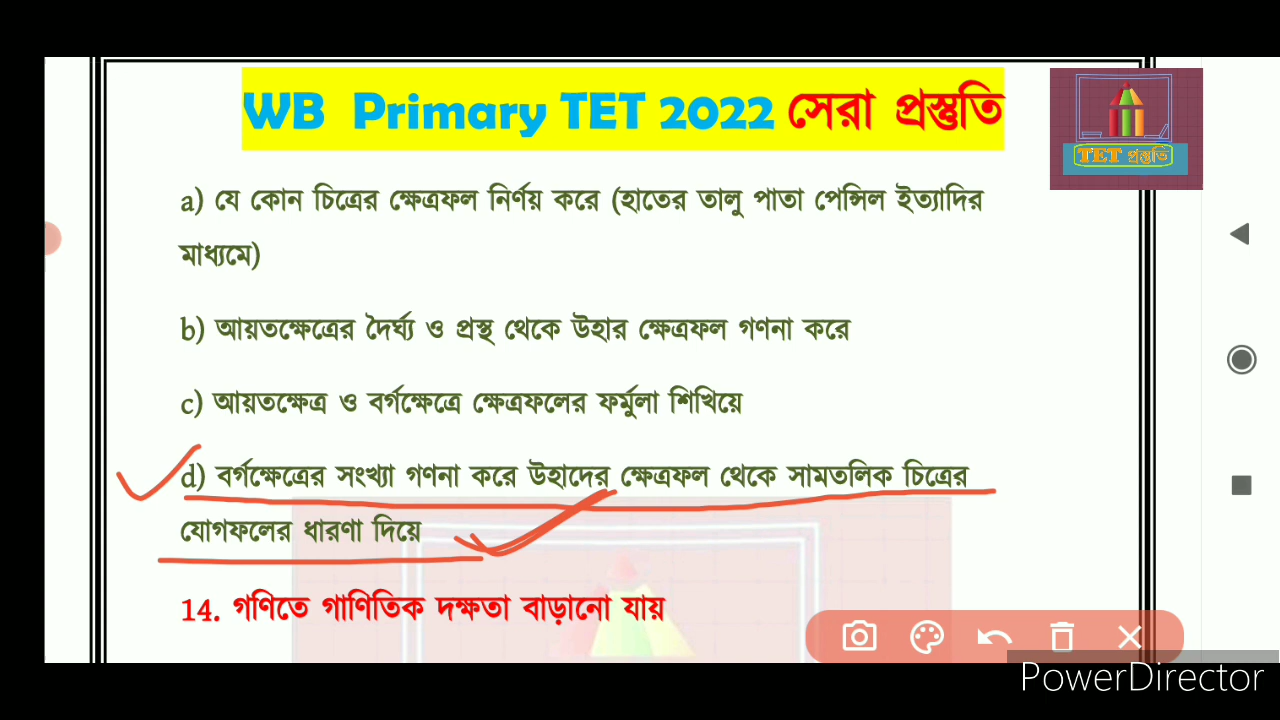 WB Primary TET 2022 সেরা প্রস্তুতি
TET প্রস্তুতি
a) যে কোন চিত্রের ক্ষেত্রফল নির্ণয় করে (হাতের তালু পাতা পেন্সিল ইত্যাদির
মাধ্যমে)
b) আয়তক্ষেত্রের দৈর্ঘ্য ও প্রস্থ থেকে উহার ক্ষেত্রফল গণনা করে
c) আয়তক্ষেত্র ও বর্গক্ষেত্রে ক্ষেত্রফলের ফর্মুলা শিখিয়ে
d) বর্গক্ষেত্রের সংখ্যা গণনা করে উহাদের ক্ষেত্রফল থেকে সামতলিক চিত্রের
যোগফলের ধারণা দিয়ে
14. গণিতে গাণিতিক দক্ষতা বাড়ানো যায়
PowerDirector